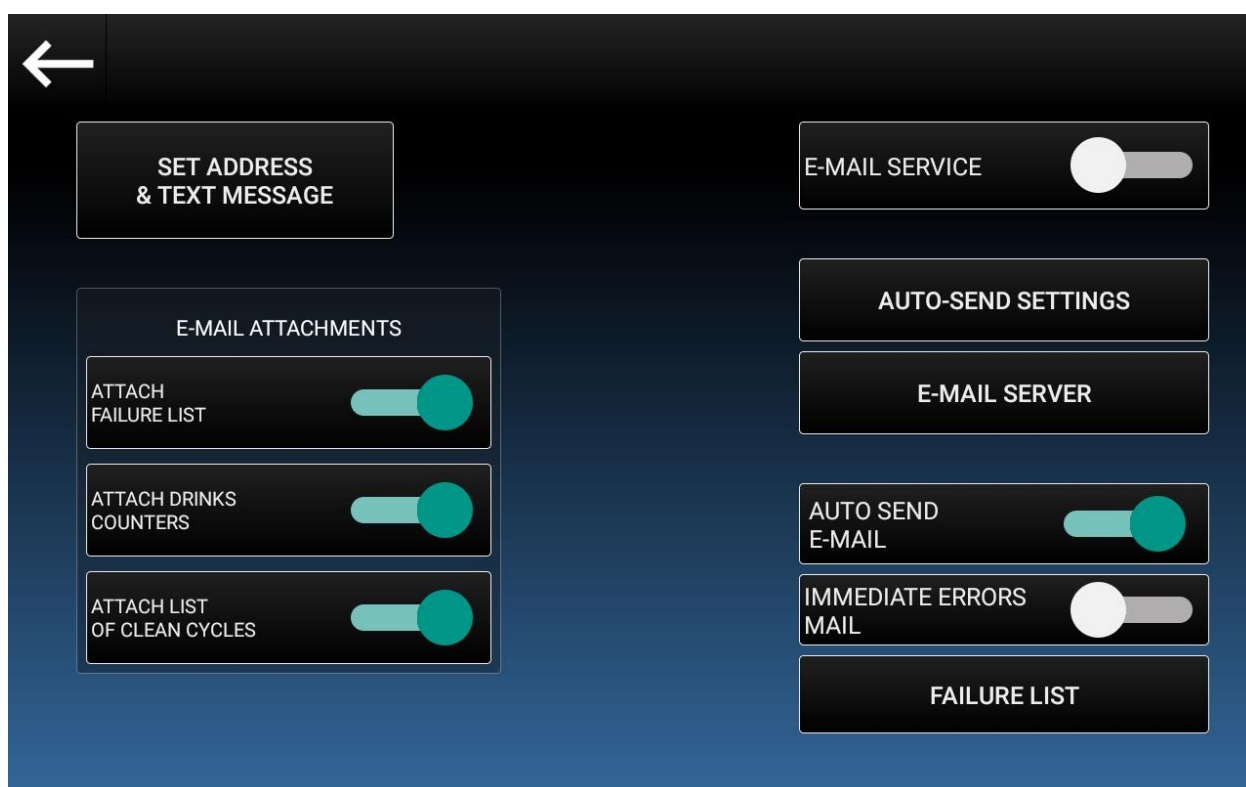 SET ADDRESS
& TEXT MESSAGE
E-MAIL ATTACHMENTS
ATTACH
FAILURE LIST
ATTACH DRINKS
COUNTERS
ATTACH LIST
OF CLEAN CYCLES
E-MAIL SERVICE
AUTO-SEND SETTINGS
E-MAIL SERVER
AUTO SEND
E-MAIL
IMMEDIATE ERRORS
MAIL
FAILURE LIST